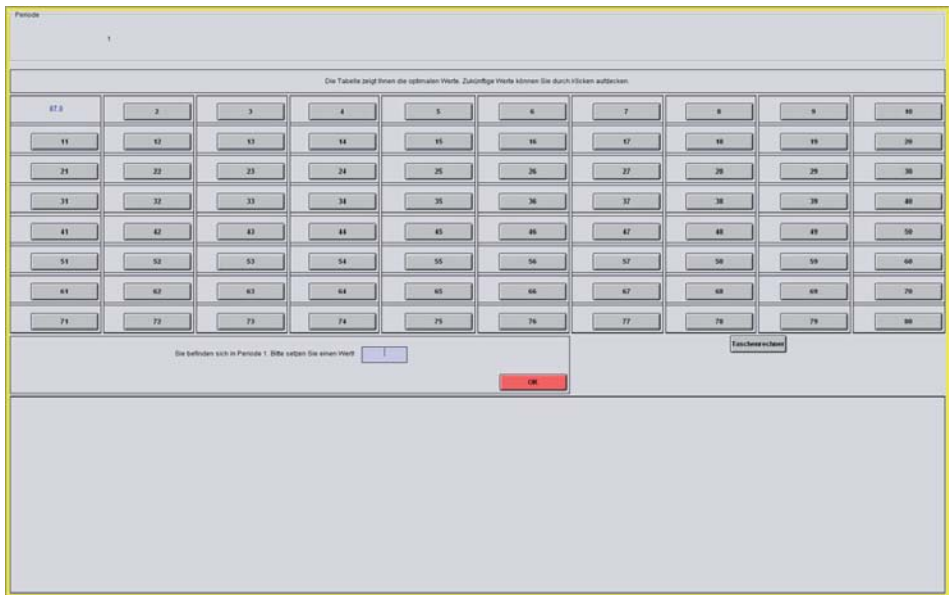 Periode
1
Die Tabelle zeigt Ihnen die optimalen Werte. Zukünftige Werte können Sie durch Klicken aufdecken.
87.8 2 3 4 5 6 7 8 9 10
11 12 13 14 15 16 17 18 19 20
21 22 23 24 25 26 27 28 29 30
31 32 33 34 35 36 37 38 39 40
41 42 43 44 45 46 47 48 49 50
51 52 53 54 55 56 57 58 59 60
61 62 63 64 65 66 67 68 69 70
71 72 73 74 75 76 77 78 79 80
Sie befinden sich in Periode 1. Bitte setzen Sie einen Wert!
Taschenrechner
OK